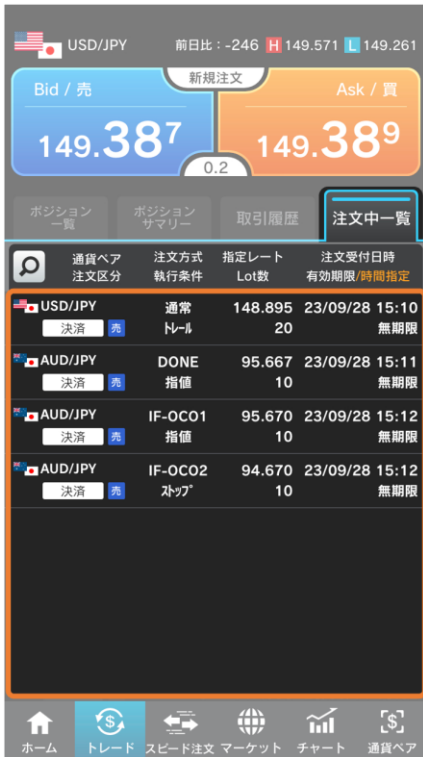 USD/JPY 前日比：-246 H 149.571 L 149.261
新規注文
Bid / 売 Ask / 買
149.387 149.389
0.2
ポジション一覧 ポジションサマリー 取引履歴 注文中一覧
通貨ペア 注文方式 指定レート 注文受付日時
注文区分 執行条件 Lot数 有効期限/時間指定
USD/JPY 通常 148.895 23/09/28 15:10
決済 売 ﾄﾚｰﾙ 20 無期限
AUD/JPY DONE 95.667 23/09/28 15:11
決済 売 指値 10 無期限
AUD/JPY IF-OCO1 95.670 23/09/28 15:12
決済 売 指値 10 無期限
AUD/JPY IF-OCO2 94.670 23/09/28 15:12
決済 売 ｽﾄｯﾌﾟ 10 無期限
ホーム トレード スピード注文 マーケット チャート 通貨ペア